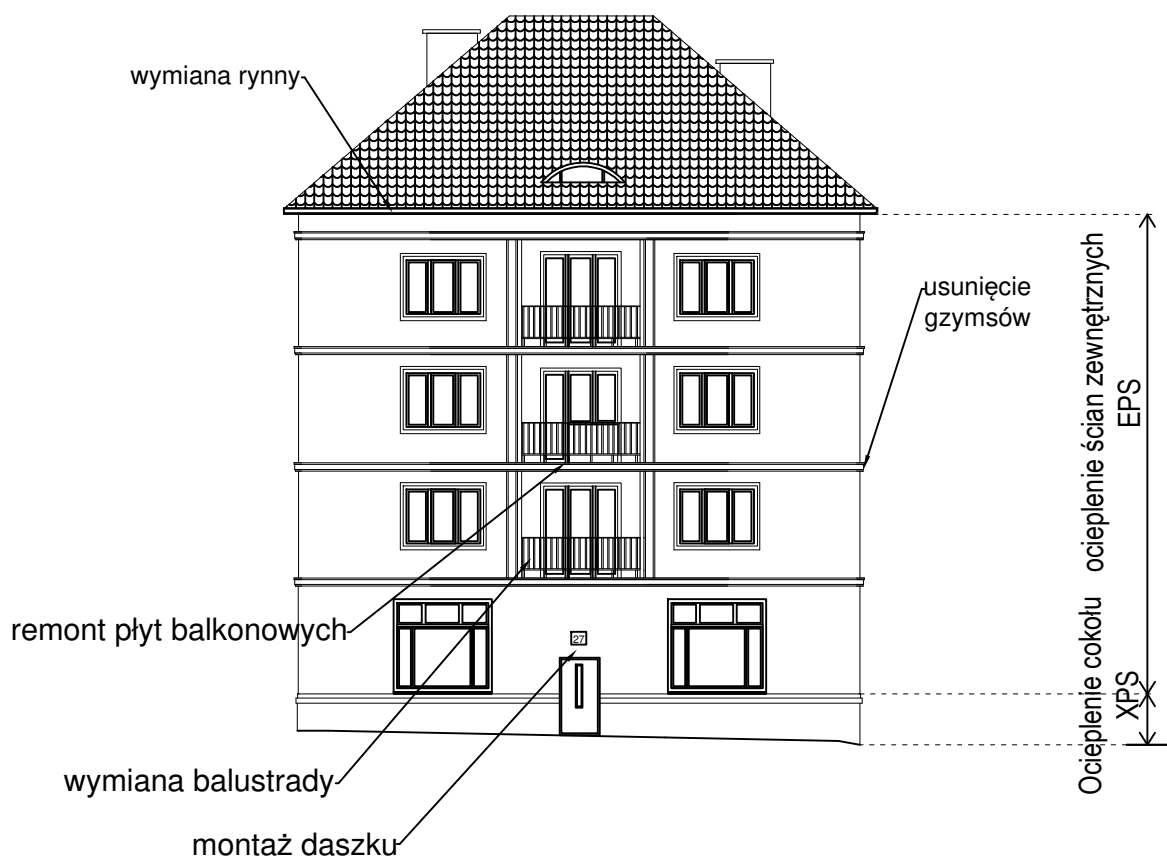 wymiana rynny
usunięcie
gzymsów
ocieplenie ścian zewnętrznych
EPS
remont płyt balkonowych
27
Ocieplenie cokołu
XPS
wymiana balustrady
montaż daszku